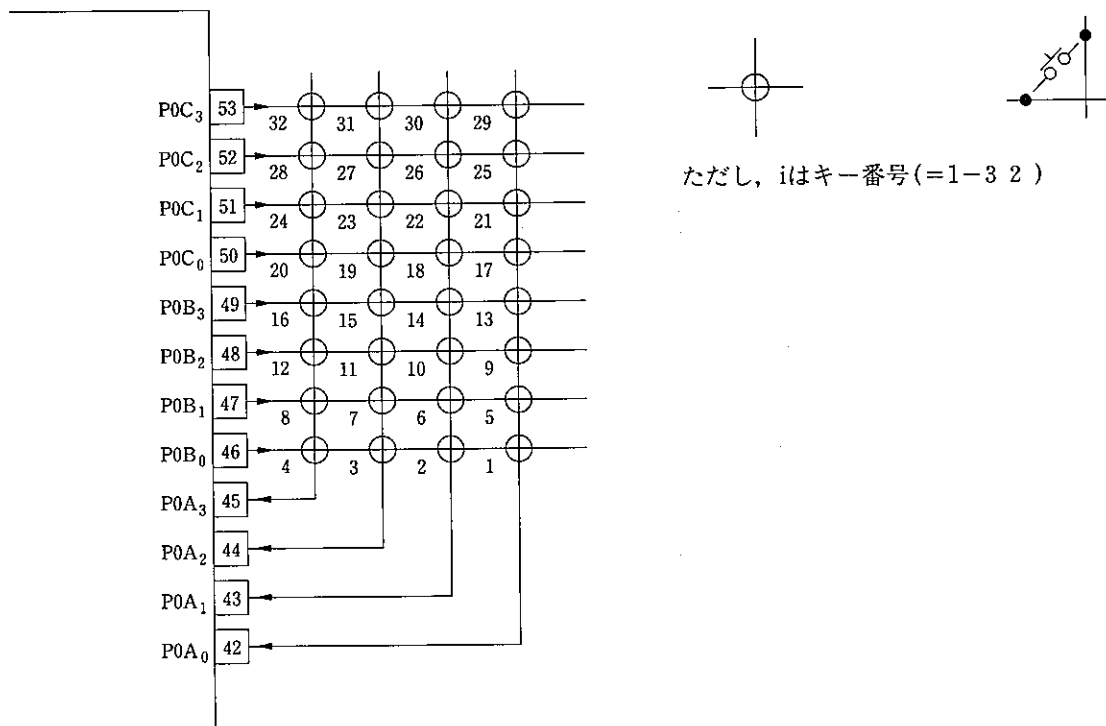 P0C₃ 53 32 31 30 29
P0C₂ 52 28 27 26 25
P0C₁ 51 24 23 22 21
P0C₀ 50 20 19 18 17
P0B₃ 49 16 15 14 13
P0B₂ 48 12 11 10 9
P0B₁ 47 8 7 6 5
P0B₀ 46 4 3 2 1
P0A₃ 45
P0A₂ 44
P0A₁ 43
P0A₀ 42
ただし, iはキー番号(=1−3 2 )